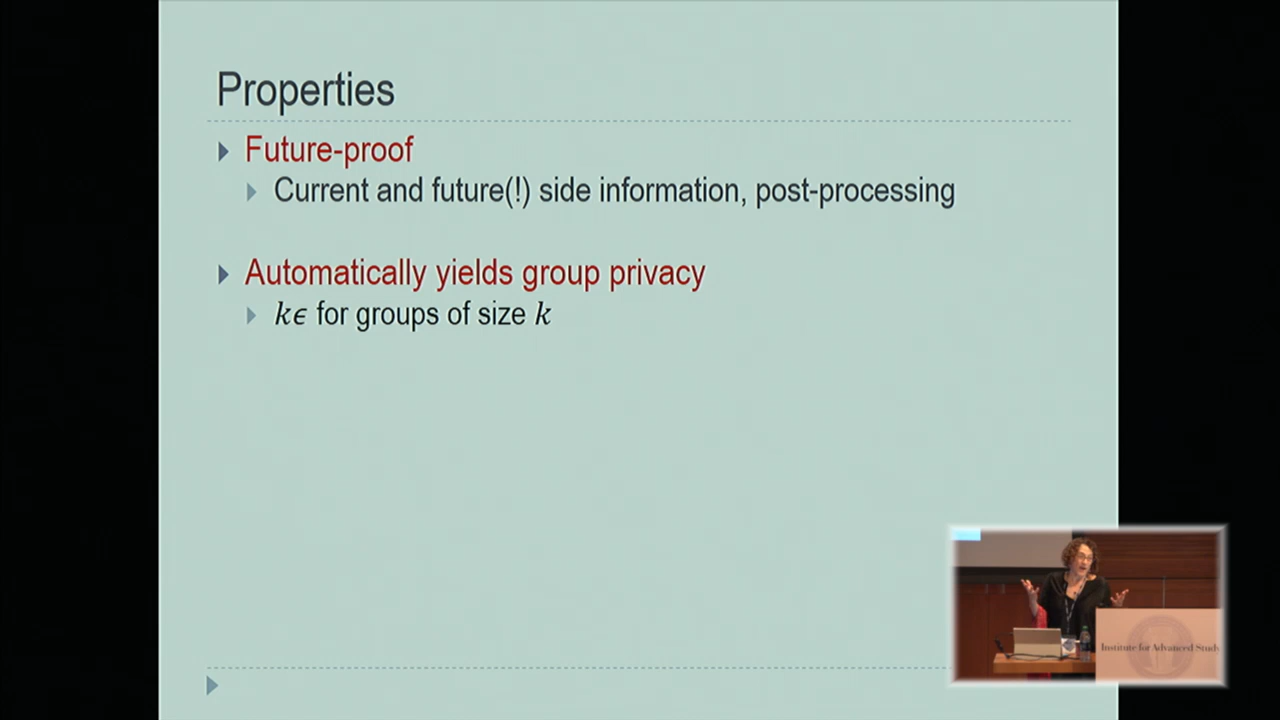 Properties
Future-proof
Current and future(!) side information, post-processing
Automatically yields group privacy
kϵ for groups of size k
Institute for Advanced Study